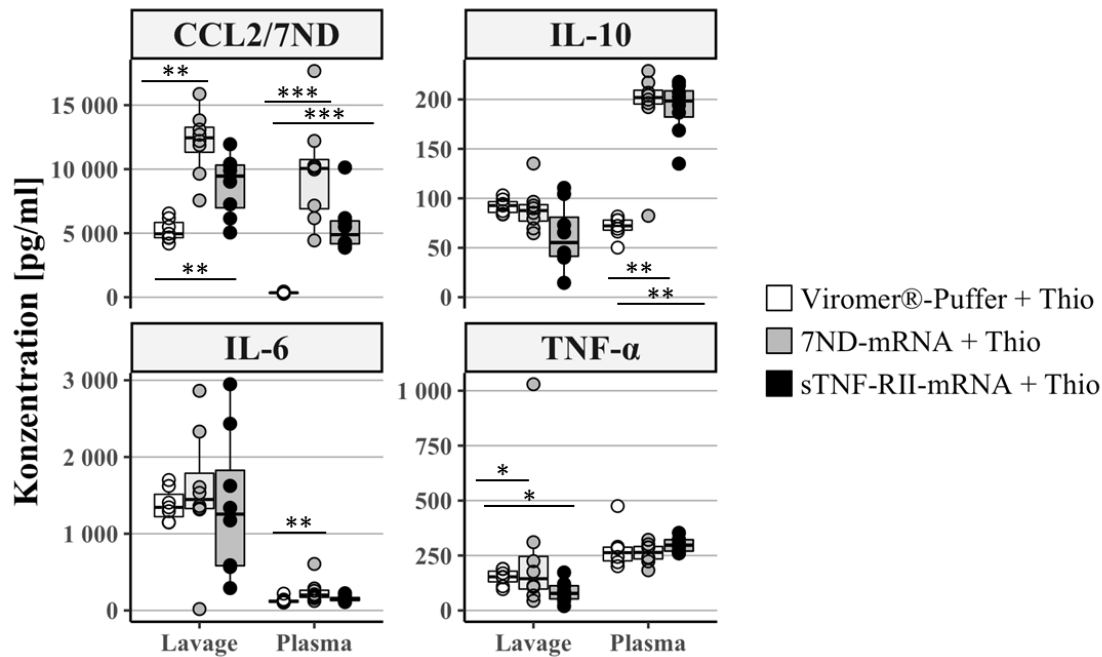 CCL2/7ND
IL-10
Konzentration [pg/ml]
15 000
10 000
5 000
0
**
***
***
**
200
150
100
50
0
**
**
IL-6
TNF-α
3 000
2 000
1 000
0
**
Lavage
Plasma
1 000
750
500
250
0
*
*
Lavage
Plasma
Viromer®-Puffer + Thio
7ND-mRNA + Thio
sTNF-RII-mRNA + Thio